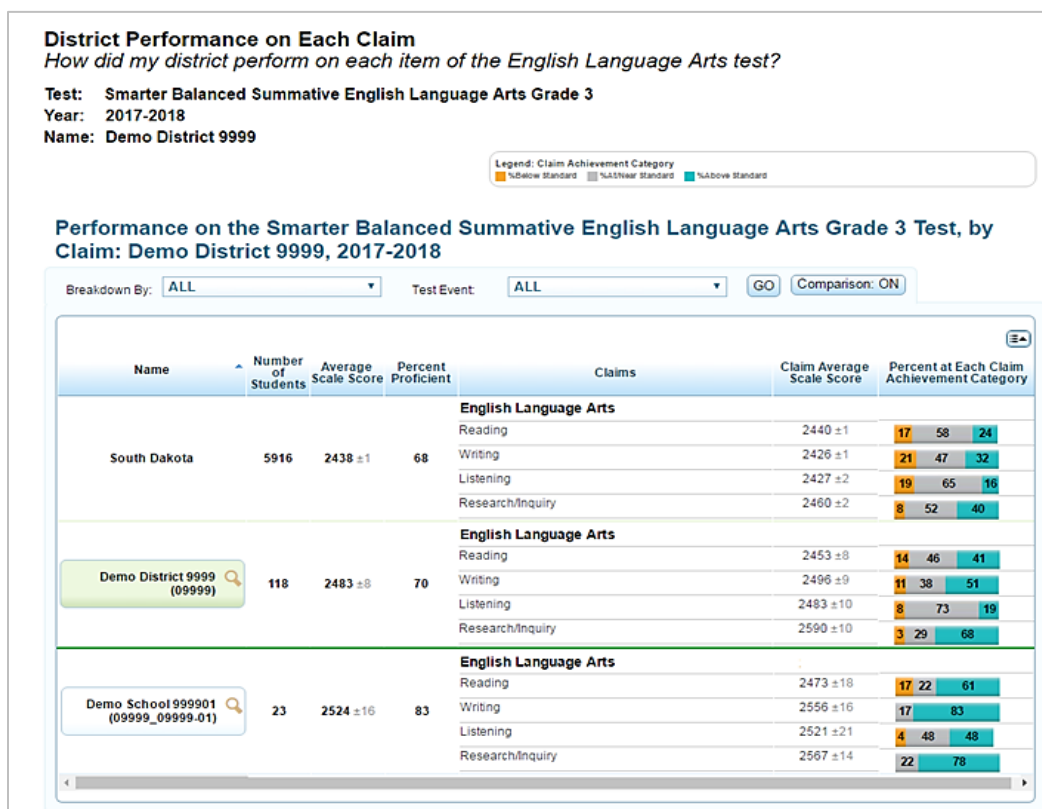 District Performance on Each Claim
How did my district perform on each item of the English Language Arts test?
Test: Smarter Balanced Summative English Language Arts Grade 3
Year: 2017-2018
Name: Demo District 9999
Legend: Claim Achievement Category
%Below Standard %At/Near Standard %Above Standard
Performance on the Smarter Balanced Summative English Language Arts Grade 3 Test, by
Claim: Demo District 9999, 2017-2018
Breakdown By: ALL Test Event: ALL GO Comparison: ON
Name Number of Students Average Scale Score Percent Proficient Claims Claim Average Scale Score Percent at Each Claim Achievement Category
English Language Arts
Reading 2440 ±1 17 58 24
South Dakota 5916 2438 ±1 68 Writing 2426 ±1 21 47 32
Listening 2427 ±2 19 65 16
Research/Inquiry 2460 ±2 8 52 40
English Language Arts
Reading 2453 ±8 14 46 41
Demo District 9999 (09999) 118 2483 ±8 70 Writing 2496 ±9 11 38 51
Listening 2483 ±10 8 73 19
Research/Inquiry 2590 ±10 3 29 68
English Language Arts
Reading 2473 ±18 17 22 61
Demo School 999901 (09999_09999-01) 23 2524 ±16 83 Writing 2556 ±16 17 83
Listening 2521 ±21 4 48 48
Research/Inquiry 2567 ±14 22 78